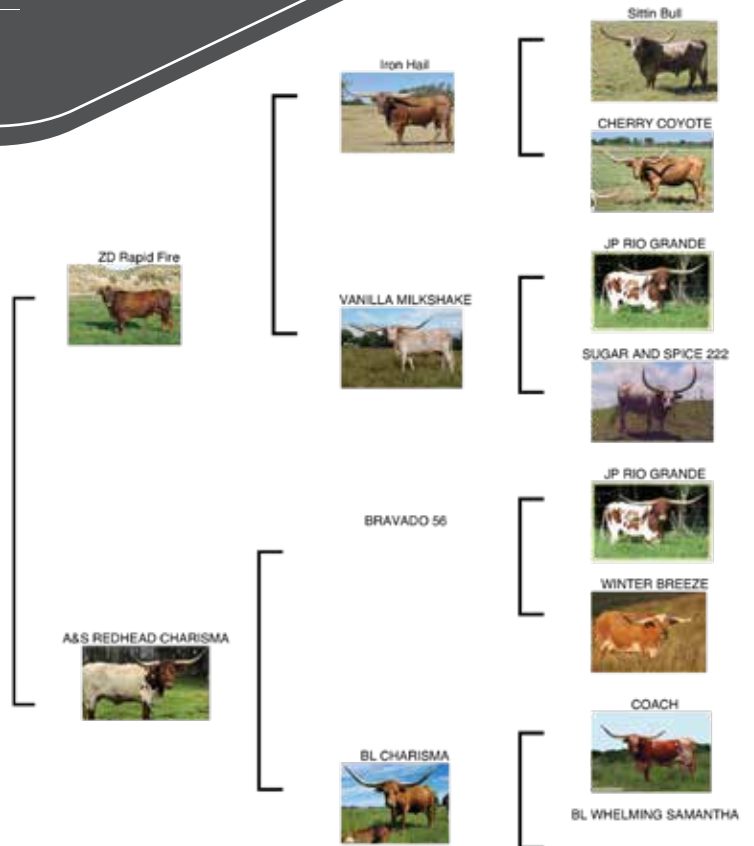 Sittin Bull
Iron Hail
CHERRY COYOTE
ZD Rapid Fire
JP RIO GRANDE
VANILLA MILKSHAKE
SUGAR AND SPICE 222
JP RIO GRANDE
BRAVADO 56
WINTER BREEZE
A&S REDHEAD CHARISMA
COACH
BL CHARISMA
BL WHELMING SAMANTHA